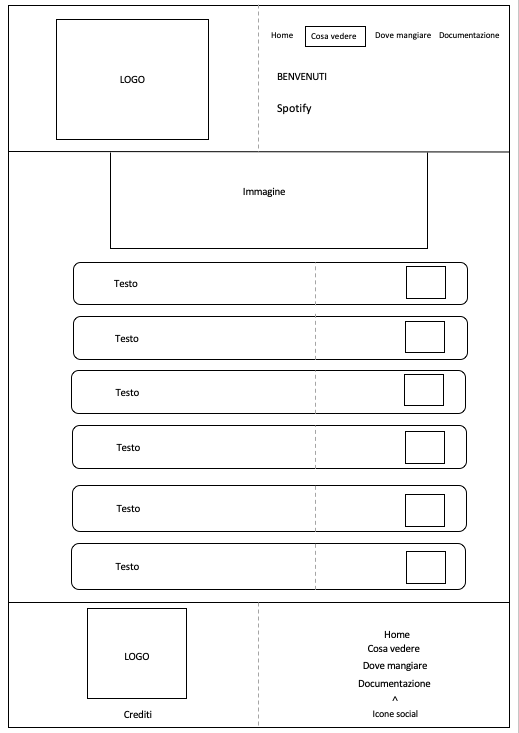 LOGO
Home Cosa vedere Dove mangiare Documentazione
BENVENUTI
Spotify
Immagine
Testo
Testo
Testo
Testo
Testo
Testo
LOGO
Crediti
Home
Cosa vedere
Dove mangiare
Documentazione
^
Icone social